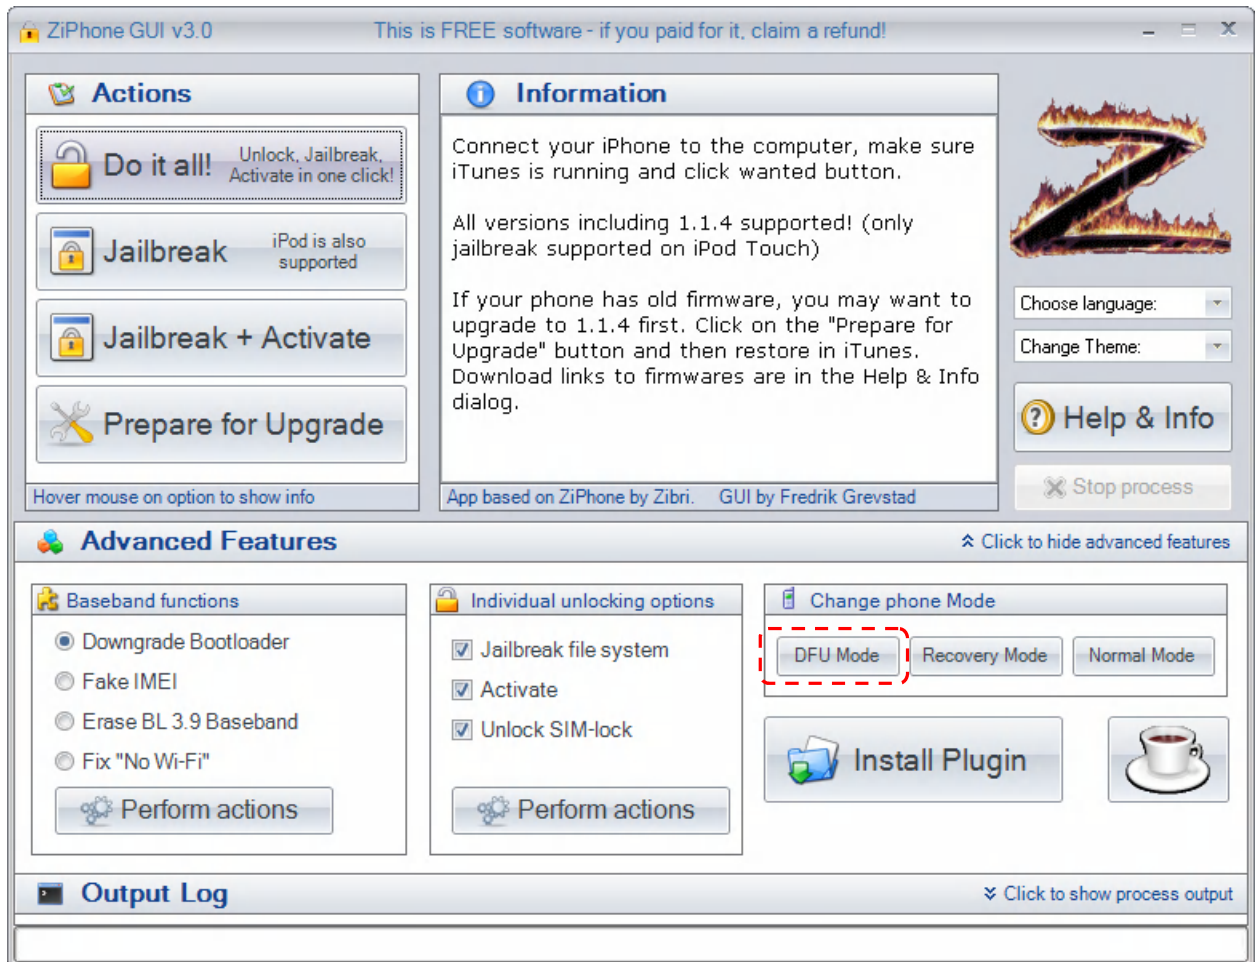 ZiPhone GUI v3.0
This is FREE software - if you paid for it, claim a refund!
Actions
Do it all!
Unlock, Jailbreak,
Activate in one click!
Jailbreak
iPod is also
supported
Jailbreak + Activate
Prepare for Upgrade
Hover mouse on option to show info
Information
Connect your iPhone to the computer, make sure
iTunes is running and click wanted button.
All versions including 1.1.4 supported! (only
jailbreak supported on iPod Touch)
If your phone has old firmware, you may want to
upgrade to 1.1.4 first. Click on the "Prepare for
Upgrade" button and then restore in iTunes.
Download links to firmwares are in the Help & Info
dialog.
App based on ZiPhone by Zibri. GUI by Fredrik Grevstad
Z
Choose language:
Change Theme:
Help & Info
Stop process
Advanced Features
Click to hide advanced features
Baseband functions
Downgrade Bootloader
Fake IMEI
Erase BL 3.9 Baseband
Fix "No Wi-Fi"
Perform actions
Individual unlocking options
Jailbreak file system
Activate
Unlock SIM-lock
Perform actions
Change phone Mode
DFU Mode
Recovery Mode
Normal Mode
Install Plugin
Output Log
Click to show process output